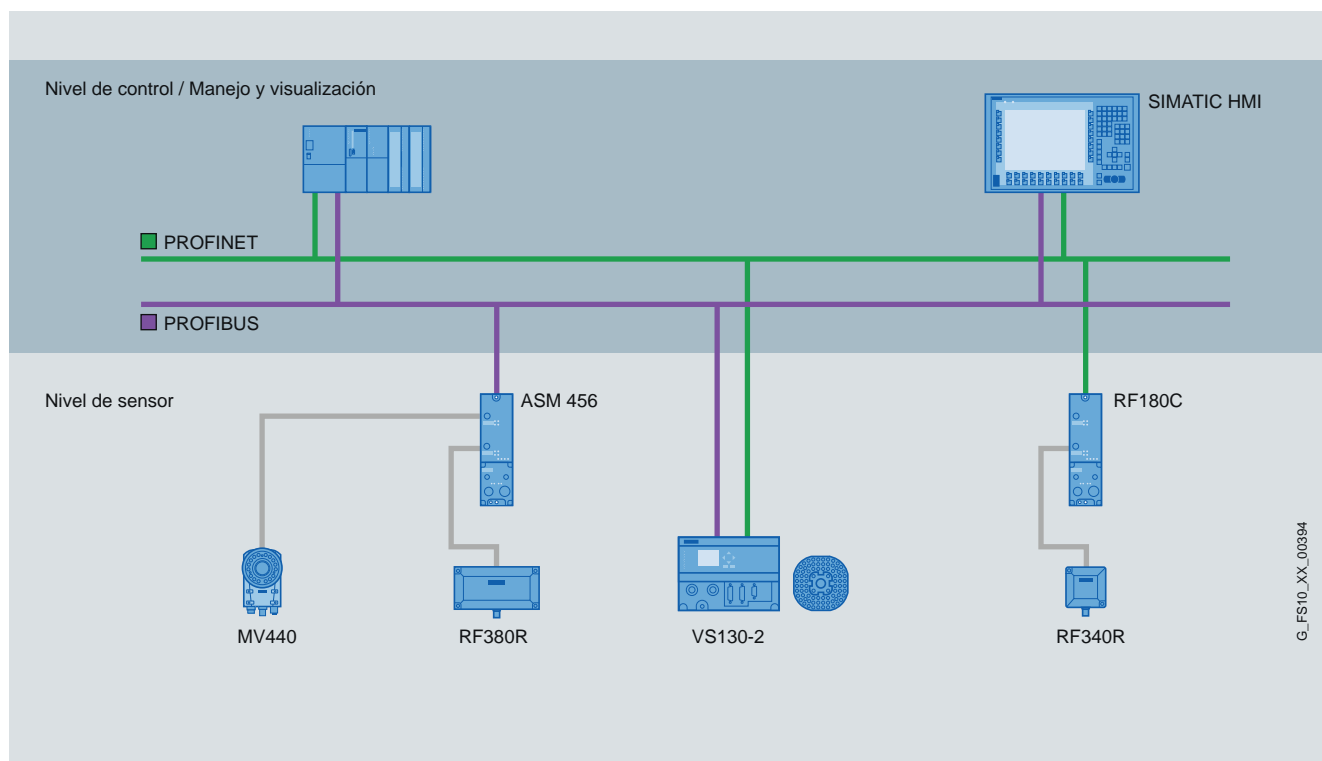 Nivel de control / Manejo y visualización
SIMATIC HMI
PROFINET
PROFIBUS
Nivel de sensor
ASM 456
RF180C
MV440
RF380R
VS130-2
RF340R
G_FS10_XX_00394